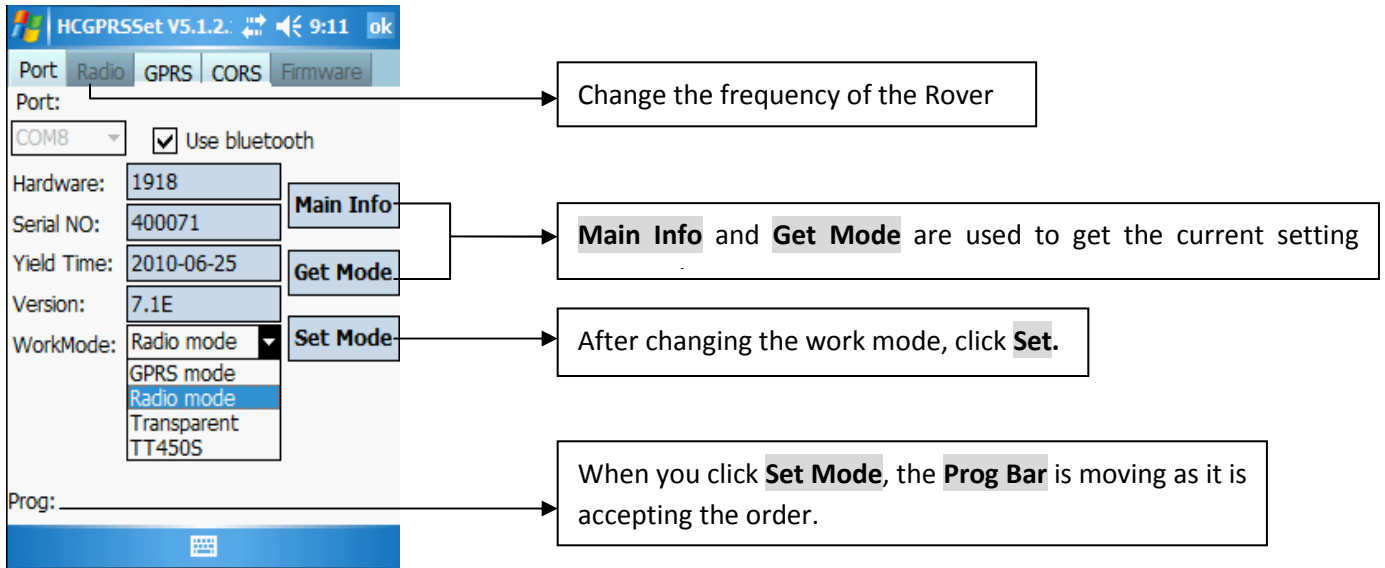 HCGPRSSet V5.1.2.: 9:11 ok
Port Radio GPRS CORS Firmware
Port:
COM8 Use bluetooth
Hardware: 1918
Main Info
Serial NO: 400071
Yield Time: 2010-06-25
Get Mode
Version: 7.1E
WorkMode: Radio mode Set Mode
GPRS mode
Radio mode
Transparent
TT450S
Prog:
Change the frequency of the Rover
Main Info and Get Mode are used to get the current setting
After changing the work mode, click Set.
When you click Set Mode, the Prog Bar is moving as it is
accepting the order.